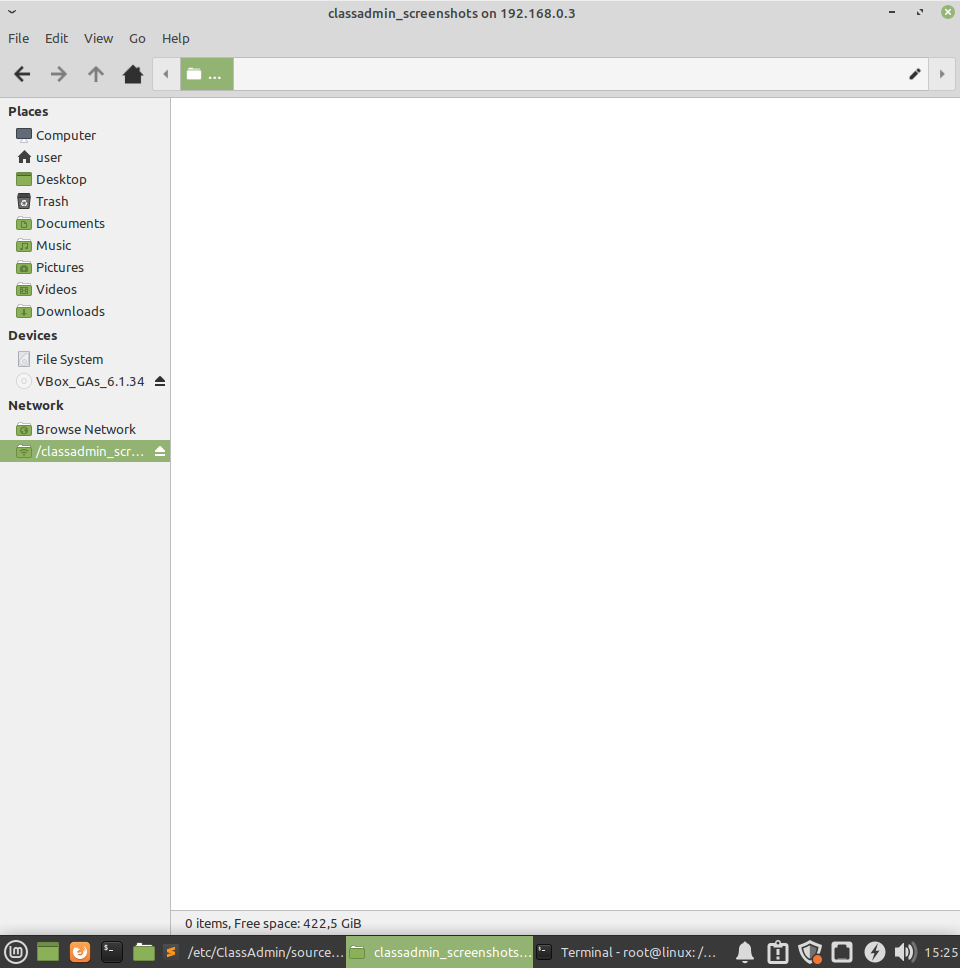 classadmin_screenshots on 192.168.0.3
File Edit View Go Help
...
Places
Computer
user
Desktop
Trash
Documents
Music
Pictures
Videos
Downloads
Devices
File System
VBox_GAs_6.1.34
Network
Browse Network
/classadmin_scr...
0 items, Free space: 422,5 GiB
/etc/ClassAdmin/source... classadmin_screenshots... Terminal - root@linux: /... 15:25